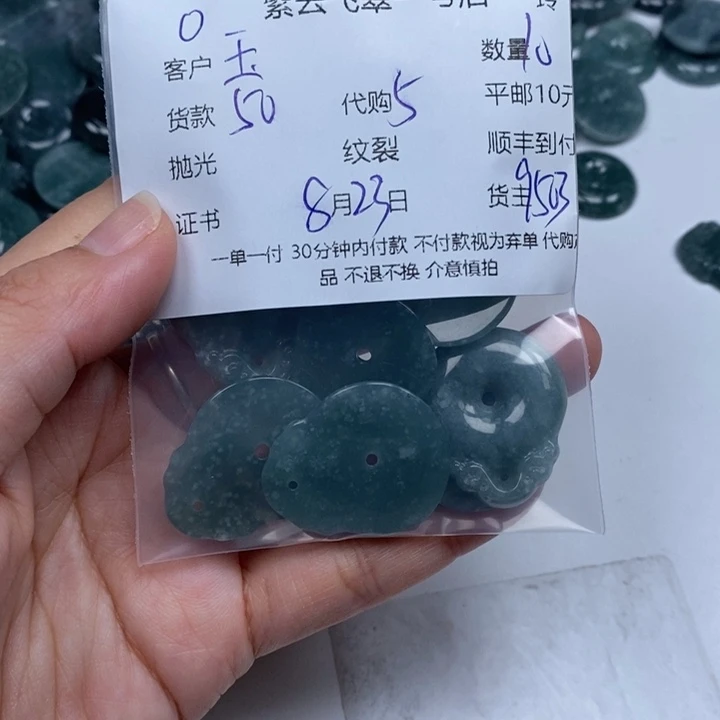 0
客户 玉 数量 10
货款 50 代购 5 平邮10元
抛光 纹裂 顺丰到付
证书 8月23日 货主 9503
一单一付 30分钟内付款 不付款视为弃单 代购
品 不退不换 介意慎拍